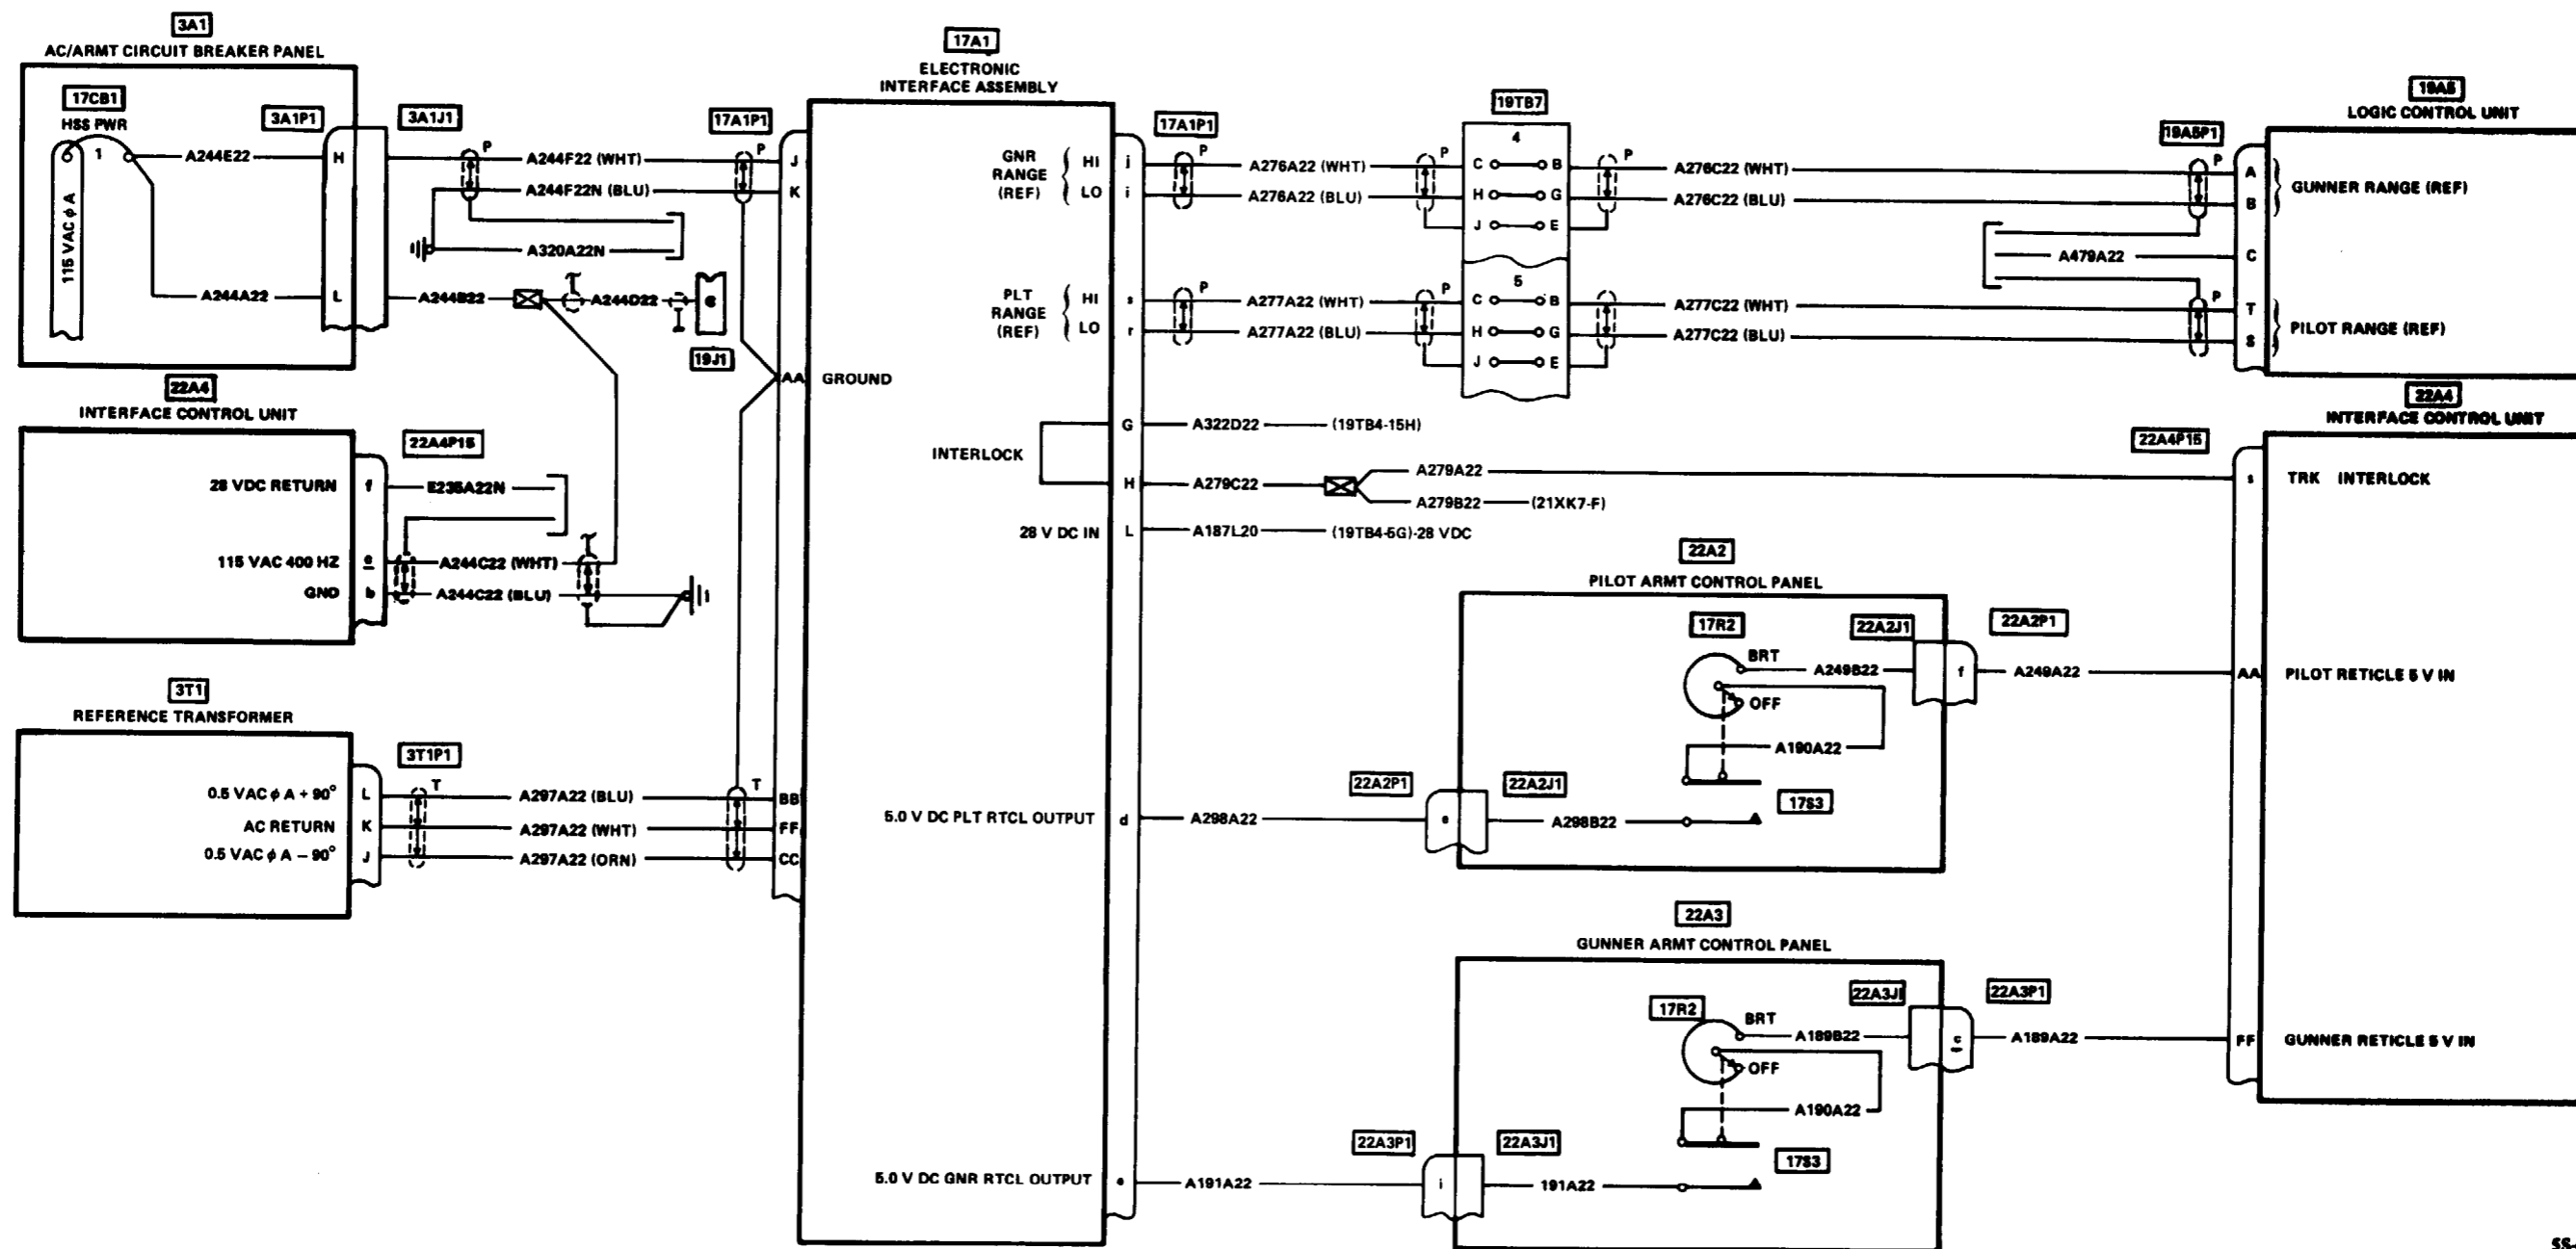 3A1
AC/ARMT CIRCUIT BREAKER PANEL
17CB1
HSS PWR
1
115 VAC ϕ A
3A1P1
3A1J1
A244E22
H
P
A244F22 (WHT)
A244F22N (BLU)
A320A22N
A244A22
L
A244B22
A244D22
19J1
17A1P1
P
J
K
AA
GROUND
22A4
INTERFACE CONTROL UNIT
22A4P15
28 VDC RETURN
f
E235A22N
115 VAC 400 HZ
A244C22 (WHT)
GND
b
A244C22 (BLU)
3T1
REFERENCE TRANSFORMER
3T1P1
0.5 VAC ϕ A + 90°
L
T
A297A22 (BLU)
T
BB
AC RETURN
K
A297A22 (WHT)
FF
0.5 VAC ϕ A – 90°
J
A297A22 (ORN)
CC
17A1
ELECTRONIC
INTERFACE ASSEMBLY
17A1P1
GNR
RANGE
(REF)
HI
j
P
A276A22 (WHT)
P
LO
i
A276A22 (BLU)
PLT
RANGE
(REF)
HI
s
P
A277A22 (WHT)
P
LO
r
A277A22 (BLU)
19TB7
4
C
B
H
G
J
E
5
C
B
H
G
J
E
P
A276C22 (WHT)
A276C22 (BLU)
A277C22 (WHT)
A277C22 (BLU)
A479A22
19A5P1
P
P
A
B
C
T
S
19A5
LOGIC CONTROL UNIT
GUNNER RANGE (REF)
PILOT RANGE (REF)
INTERLOCK
G
A322D22
(19TB4-15H)
H
A279C22
A279A22
A279B22
(21XK7-F)
28 V DC IN
L
A187L20
(19TB4-5G)-28 VDC
22A4
INTERFACE CONTROL UNIT
22A4P15
s
TRK INTERLOCK
AA
PILOT RETICLE 5 V IN
FF
GUNNER RETICLE 5 V IN
22A2
PILOT ARMT CONTROL PANEL
17R2
BRT
OFF
A249B22
22A2J1
22A2P1
f
A249A22
A190A22
17S3
5.0 V DC PLT RTCL OUTPUT
d
A298A22
22A2P1
e
22A2J1
A298B22
22A3
GUNNER ARMT CONTROL PANEL
17R2
BRT
OFF
A189B22
22A3J1
22A3P1
c
A189A22
A190A22
17S3
5.0 V DC GNR RTCL OUTPUT
e
A191A22
22A3P1
i
22A3J1
191A22